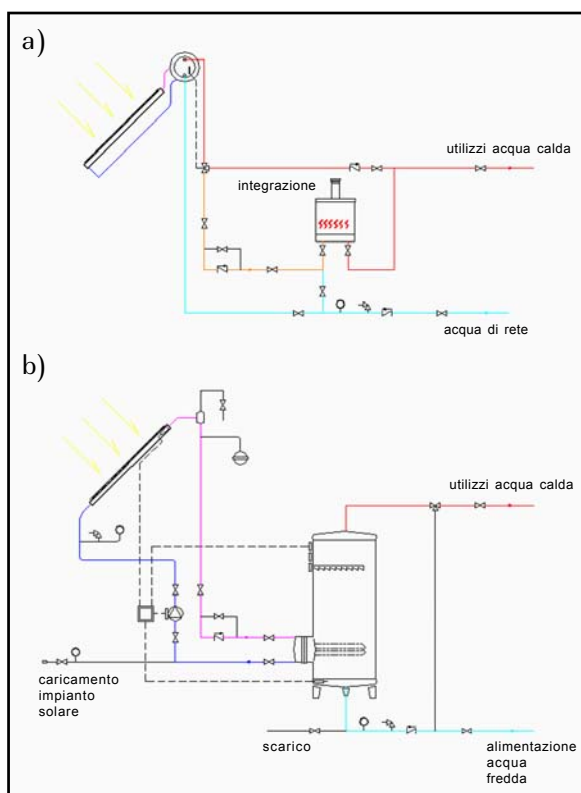 a)
utilizzi acqua calda
integrazione
acqua di rete
b)
utilizzi acqua calda
caricamento
impianto
solare
scarico
alimentazione
acqua
fredda